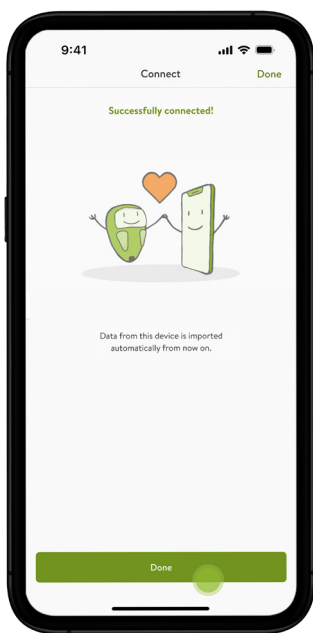 9:41
Connect
Done
Successfully connected!
Data from this device is imported
automatically from now on.
Done